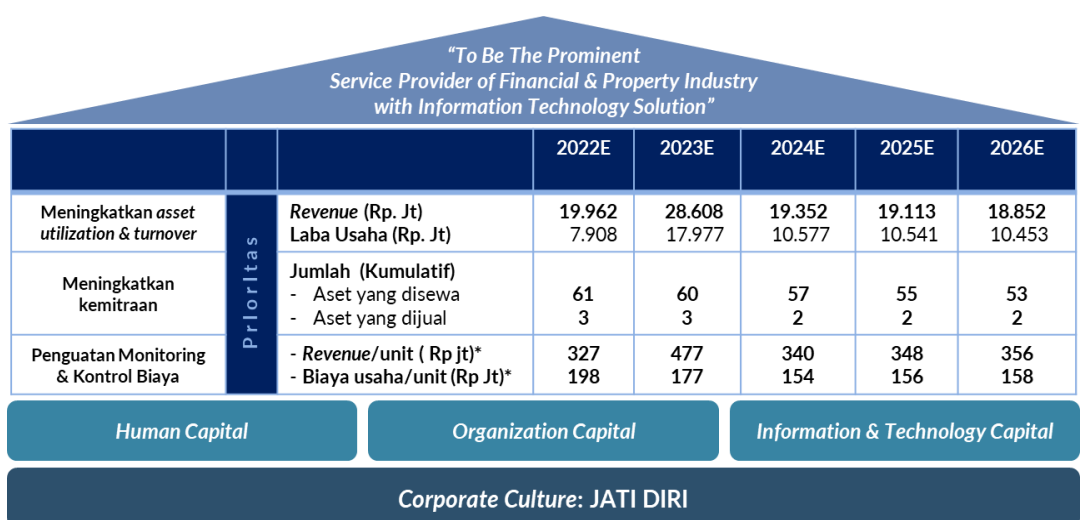 “To Be The Prominent
Service Provider of Financial & Property Industry
with Information Technology Solution”
2022E 2023E 2024E 2025E 2026E
Meningkatkan asset
utilization & turnover
PrIorItas
Revenue (Rp. Jt) 19.962 28.608 19.352 19.113 18.852
Laba Usaha (Rp. Jt) 7.908 17.977 10.577 10.541 10.453
Meningkatkan
kemitraan
Jumlah (Kumulatif)
- Aset yang disewa 61 60 57 55 53
- Aset yang dijual 3 3 2 2 2
Penguatan Monitoring
& Kontrol Biaya
- Revenue/unit ( Rp jt)* 327 477 340 348 356
- Biaya usaha/unit (Rp Jt)* 198 177 154 156 158
Human Capital
Organization Capital
Information & Technology Capital
Corporate Culture: JATI DIRI